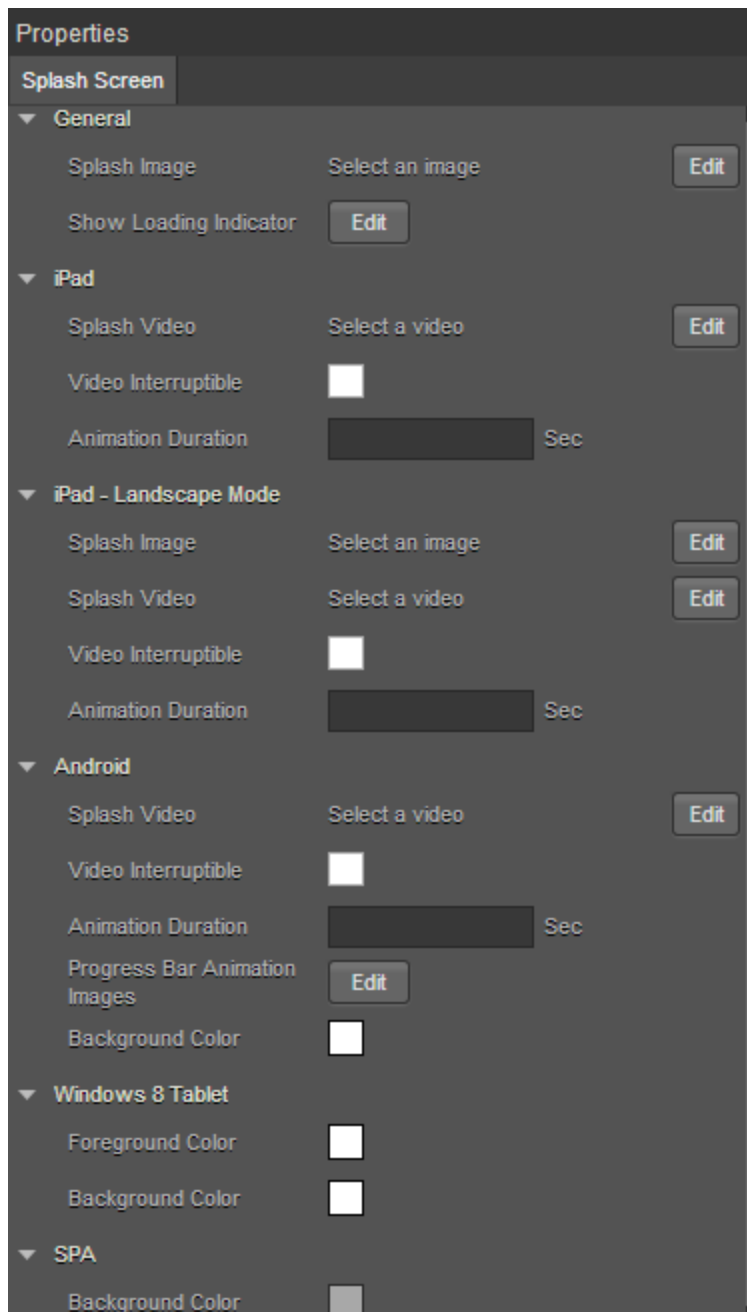 Properties
Splash Screen
General
Splash Image Select an image Edit
Show Loading Indicator Edit
iPad
Splash Video Select a video Edit
Video Interruptible
Animation Duration Sec
iPad - Landscape Mode
Splash Image Select an image Edit
Splash Video Select a video Edit
Video Interruptible
Animation Duration Sec
Android
Splash Video Select a video Edit
Video Interruptible
Animation Duration Sec
Progress Bar Animation
Images Edit
Background Color
Windows 8 Tablet
Foreground Color
Background Color
SPA
Background Color